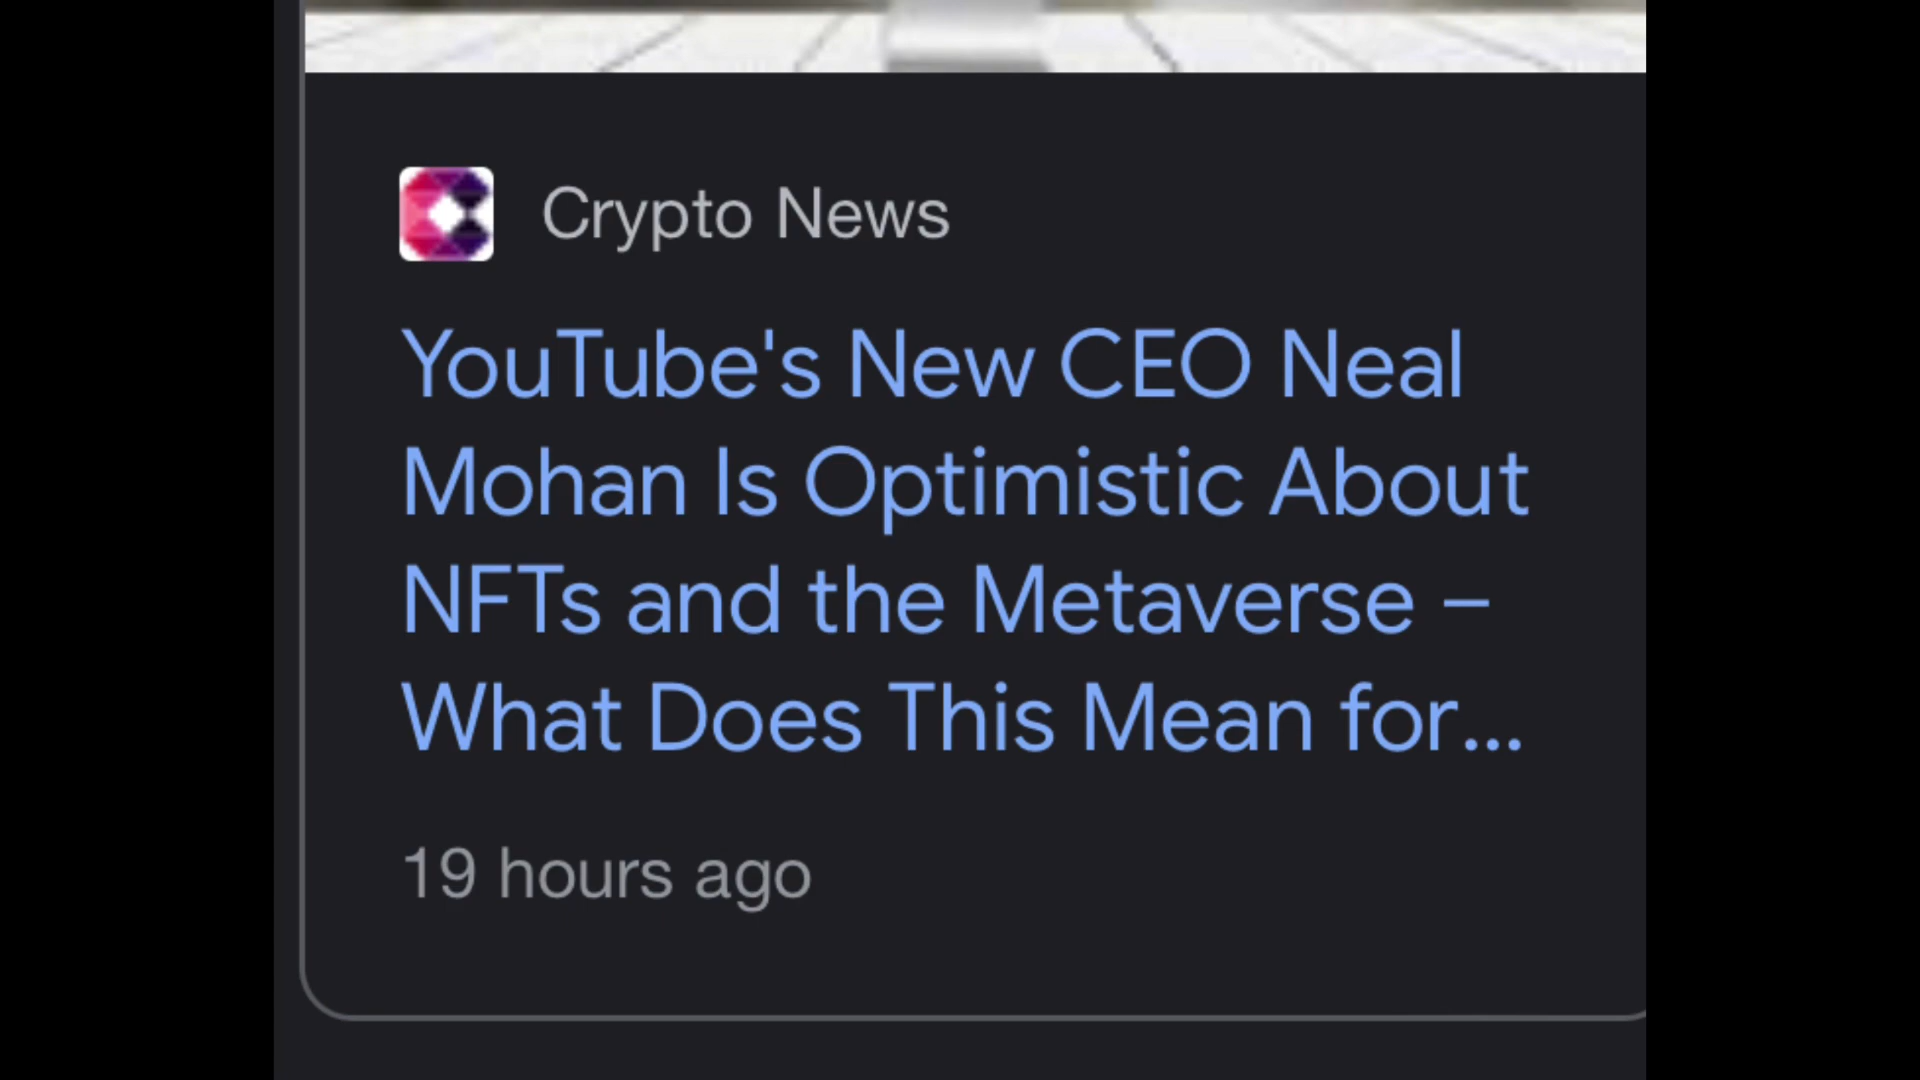 Crypto News
YouTube's New CEO Neal
Mohan Is Optimistic About
NFTs and the Metaverse –
What Does This Mean for...
19 hours ago